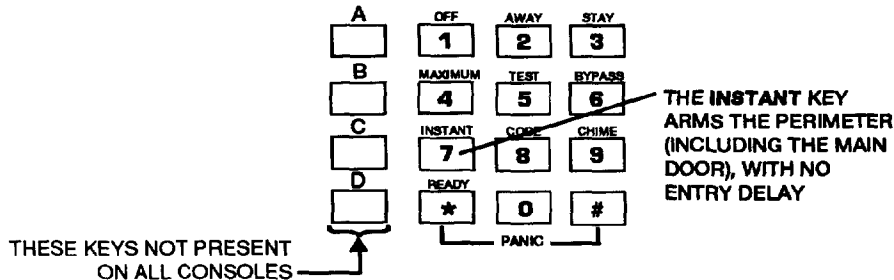 A OFF AWAY STAY
1 2 3
B MAXIMUM TEST BYPASS
4 5 6
C INSTANT CODE CHIME
7 8 9
D READY
* 0 #
PANIC
THE INSTANT KEY
ARMS THE PERIMETER
(INCLUDING THE MAIN
DOOR), WITH NO
ENTRY DELAY
THESE KEYS NOT PRESENT
ON ALL CONSOLES